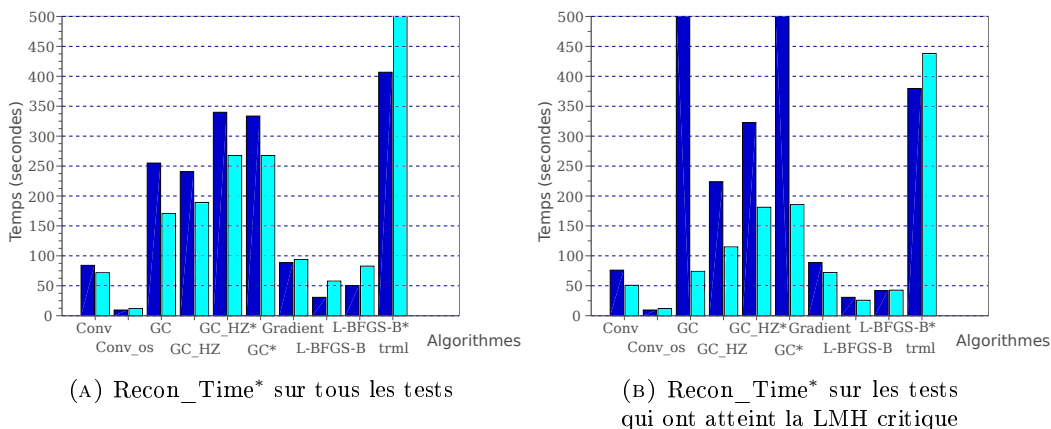 500
450
400
350
300
250
200
150
100
50
0
Temps (secondes)
Conv
GC
GC_HZ*
Gradient
L-BFGS-B*
Conv_os
GC_HZ
GC*
L-BFGS-B
trml
Algorithmes
(A) Recon_Time* sur tous les tests
500
450
400
350
300
250
200
150
100
50
0
Temps (secondes)
Conv
GC
GC_HZ*
Gradient
L-BFGS-B*
Conv_os
GC_HZ
GC*
L-BFGS-B
trml
Algorithmes
(B) Recon_Time* sur les tests
qui ont atteint la LMH critique